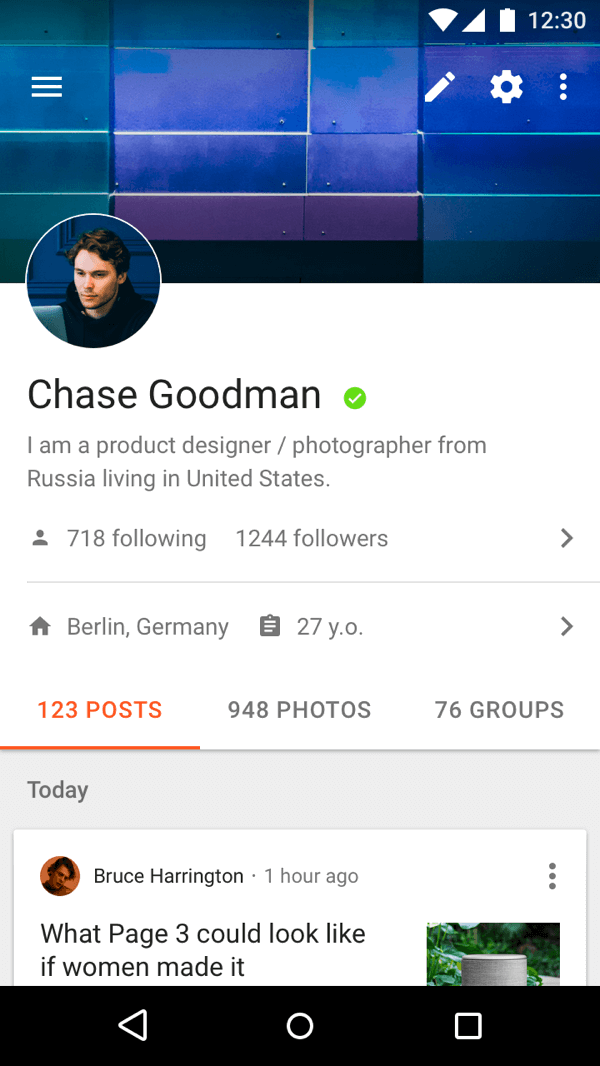 12:30
Chase Goodman
I am a product designer / photographer from
Russia living in United States.
718 following 1244 followers
Berlin, Germany 27 y.o.
123 POSTS 948 PHOTOS 76 GROUPS
Today
Bruce Harrington · 1 hour ago
What Page 3 could look like
if women made it